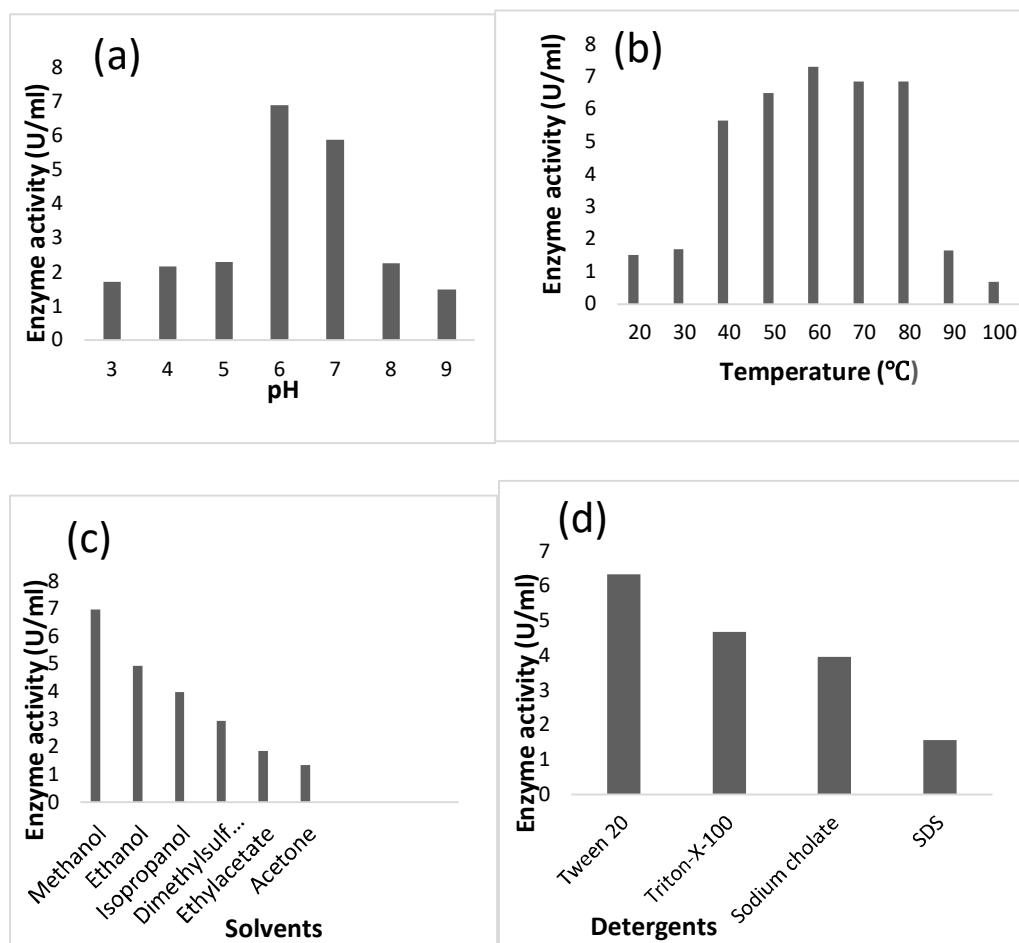 (a)
Enzyme activity (U/ml)
8
7
6
5
4
3
2
1
0
3 4 5 6 7 8 9
pH
(b)
Enzyme activity (U/ml)
8
7
6
5
4
3
2
1
0
20 30 40 50 60 70 80 90 100
Temperature (℃)
(c)
Enzyme activity (U/ml)
8
7
6
5
4
3
2
1
0
Methanol
Ethanol
Isopropanol
Dimethylsulf...
Ethylacetate
Acetone
Solvents
(d)
Enzyme activity (U/ml)
7
6
5
4
3
2
1
0
Tween 20
Triton-X-100
Sodium cholate
SDS
Detergents